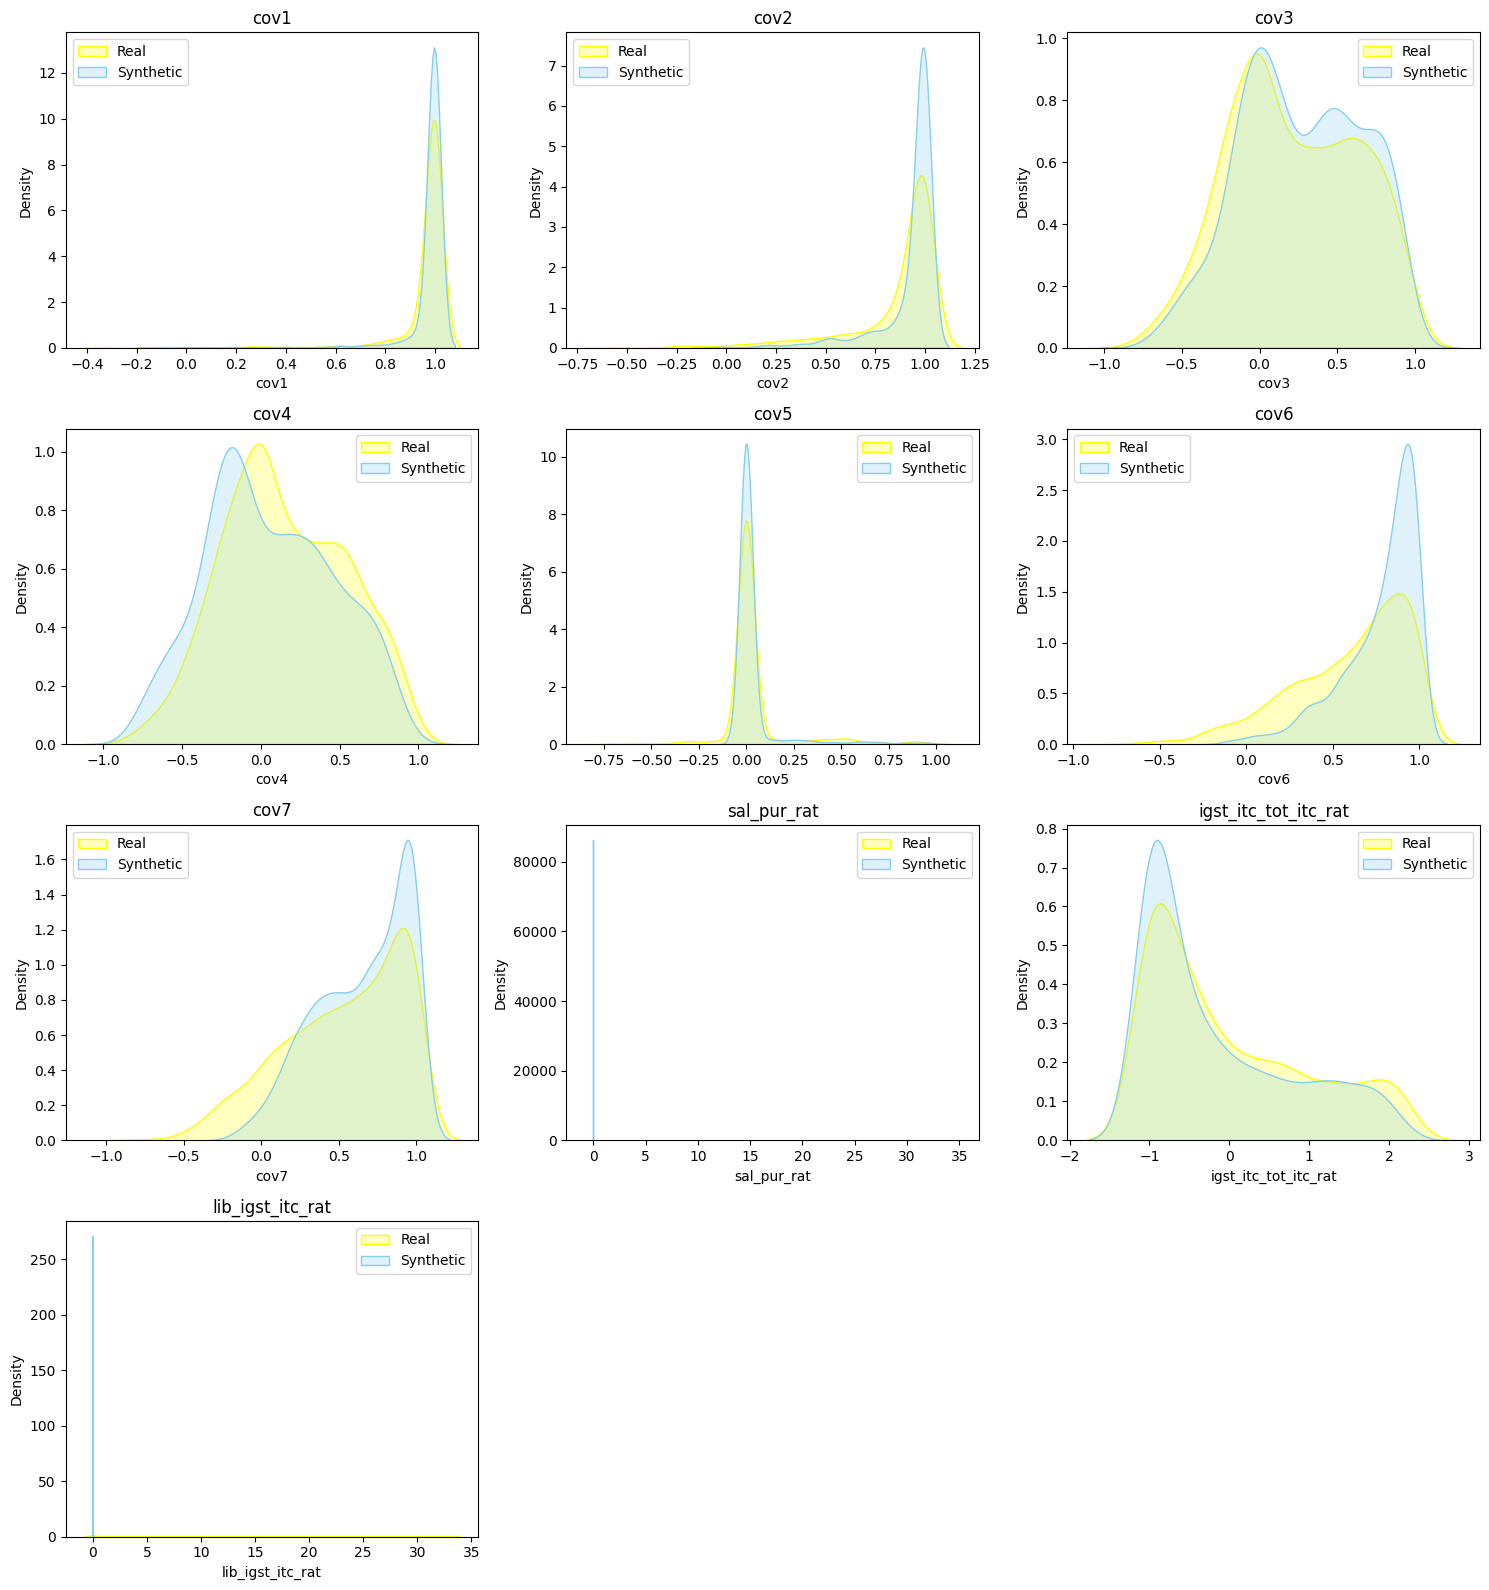 cov1
Real
Synthetic
Density
12
10
8
6
4
2
0
−0.4 −0.2 0.0 0.2 0.4 0.6 0.8 1.0
cov1
cov2
Real
Synthetic
Density
7
6
5
4
3
2
1
0
−0.75 −0.50 −0.25 0.00 0.25 0.50 0.75 1.00 1.25
cov2
cov3
Real
Synthetic
Density
1.0
0.8
0.6
0.4
0.2
0.0
−1.0 −0.5 0.0 0.5 1.0
cov3
cov4
Real
Synthetic
Density
1.0
0.8
0.6
0.4
0.2
0.0
−1.0 −0.5 0.0 0.5 1.0
cov4
cov5
Real
Synthetic
Density
10
8
6
4
2
0
−0.75 −0.50 −0.25 0.00 0.25 0.50 0.75 1.00
cov5
cov6
Real
Synthetic
Density
3.0
2.5
2.0
1.5
1.0
0.5
0.0
−1.0 −0.5 0.0 0.5 1.0
cov6
cov7
Real
Synthetic
Density
1.6
1.4
1.2
1.0
0.8
0.6
0.4
0.2
0.0
−1.0 −0.5 0.0 0.5 1.0
cov7
sal_pur_rat
Real
Synthetic
Density
80000
60000
40000
20000
0
0 5 10 15 20 25 30 35
sal_pur_rat
igst_itc_tot_itc_rat
Real
Synthetic
Density
0.8
0.7
0.6
0.5
0.4
0.3
0.2
0.1
0.0
−2 −1 0 1 2 3
igst_itc_tot_itc_rat
lib_igst_itc_rat
Real
Synthetic
Density
250
200
150
100
50
0
0 5 10 15 20 25 30 35
lib_igst_itc_rat